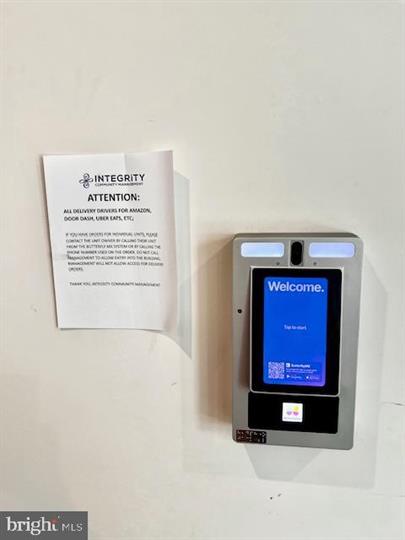 INTEGRITY
COMMUNITY MANAGEMENT
ATTENTION:
ALL DELIVERY DRIVERS FOR AMAZON,
DOOR DASH, UBER EATS, ETC;
IF YOU HAVE ORDERS FOR INDIVIDUAL UNITS, PLEASE
CONTACT THE UNIT OWNER BY CALLING THEIR UNIT
FROM THE BUTTERFLY MX SYSTEM OR BY CALLING THE
PHONE NUMBER USED ON THE ORDER. DO NOT CALL
MANAGEMENT TO ALLOW ENTRY INTO THE BUILDING,
MANAGEMENT WILL NOT ALLOW ACCESS FOR DELIVERY
ORDERS.
THANK YOU, INTEGRITY COMMUNITY MANAGEMENT
Welcome.
Tap to start
ButterflyMX
bright MLS